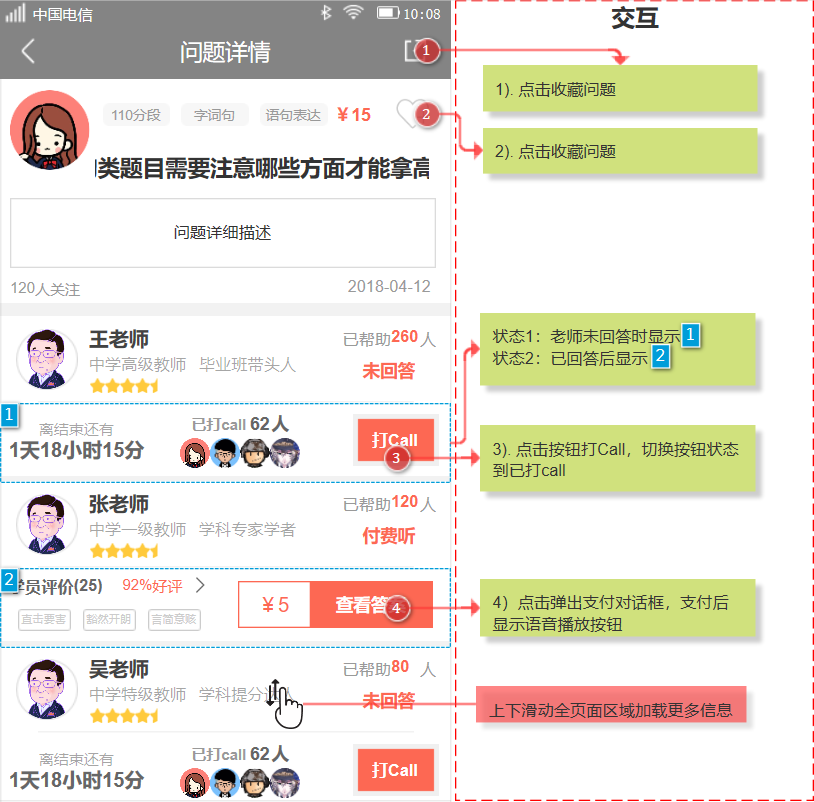 中国电信 10:08
问题详情
1
110分段 字词句 语句表达 ￥15
2
类题目需要注意哪些方面才能拿高
问题详细描述
120人关注 2018-04-12
王老师 已帮助260人
中学高级教师 毕业班带头人 未回答
1
离结束还有 已打call 62人
1天18小时15分 打Call
3
张老师 已帮助120人
中学一级教师 学科专家学者 付费听
2
学员评价(25) 92%好评
￥5 查看答
4
直击要害 豁然开朗 言简意赅
吴老师 已帮助80 人
中学特级教师 学科提分达人 未回答
离结束还有 已打call 62人
1天18小时15分 打Call
交互
1). 点击收藏问题
2). 点击收藏问题
状态1：老师未回答时显示 1
状态2：已回答后显示 2
3). 点击按钮打Call，切换按钮状态
到已打call
4）点击弹出支付对话框，支付后
显示语音播放按钮
上下滑动全页面区域加载更多信息